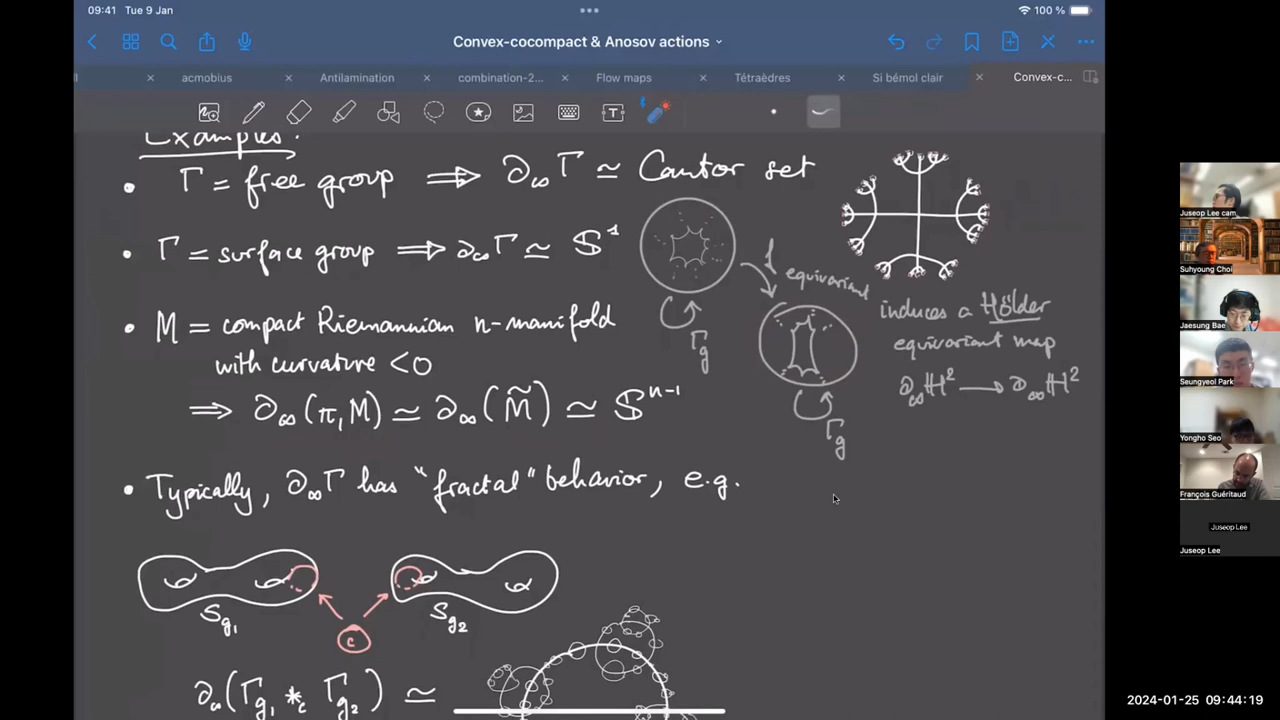 09:41 Tue 9 Jan
100 %
Convex-cocompact & Anosov actions
acmobius
Antilamination
combination-2...
Flow maps
Tétraèdres
Si bémol clair
Convex-c...
Examples:
• Γ = free group ⟹ ∂∞Γ ≃ Cantor set
• Γ = surface group ⟹ ∂∞Γ ≃ S¹
Γg
f equivariant
Γg
induces a Hölder
equivariant map
∂∞H² ⟶ ∂∞H²
• M = compact Riemannian n-manifold
with curvature <0
⟹ ∂∞(π₁M) ≃ ∂∞(M̃) ≃ Sⁿ⁻¹
• Typically, ∂∞Γ has "fractal" behavior, e.g.
Sg₁
c
Sg₂
∂∞(Γg₁ *c Γg₂) ≃
Juseop Lee cam.
Suhyoung Choi
Jaesung Bae
Seungyeol Park
Yongho Seo
François Guéritaud
Juseop Lee
Juseop Lee
2024-01-25 09:44:19